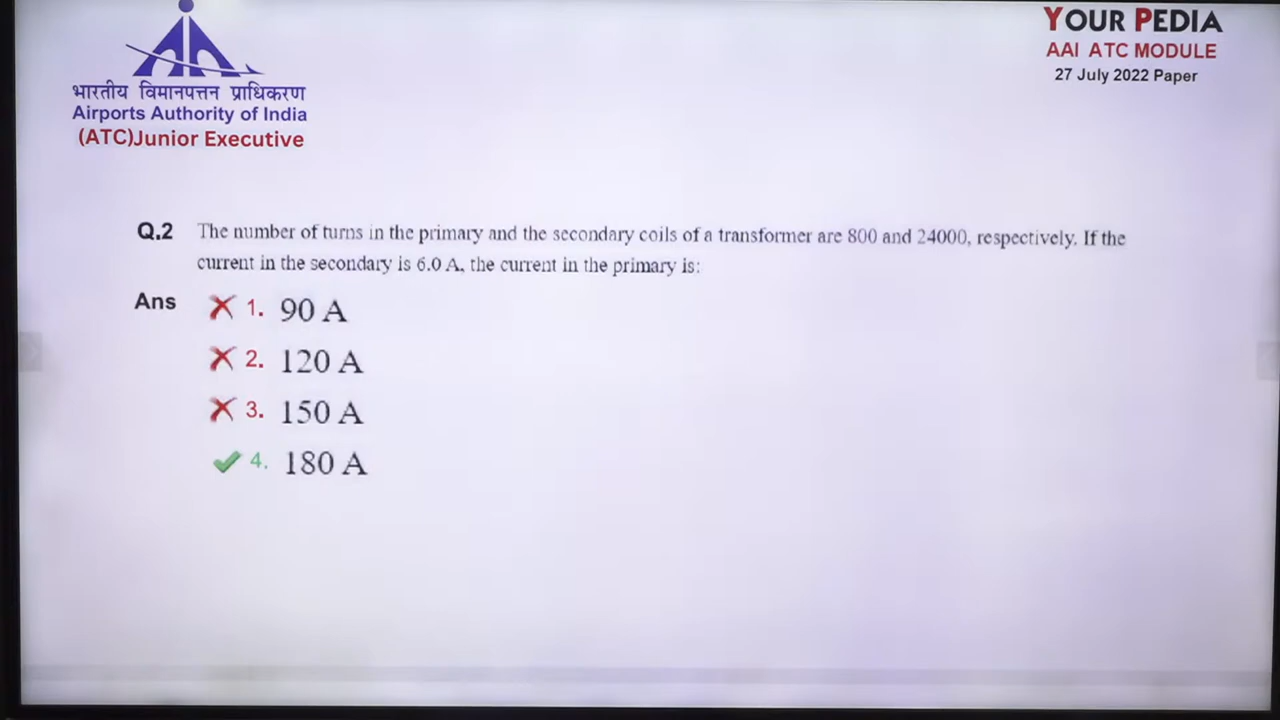 भारतीय विमानपत्तन प्राधिकरण
Airports Authority of India
(ATC)Junior Executive
YOUR PEDIA
AAI ATC MODULE
27 July 2022 Paper
Q.2 The number of turns in the primary and the secondary coils of a transformer are 800 and 24000, respectively. If the
current in the secondary is 6.0 A, the current in the primary is:
Ans 1. 90 A
2. 120 A
3. 150 A
4. 180 A